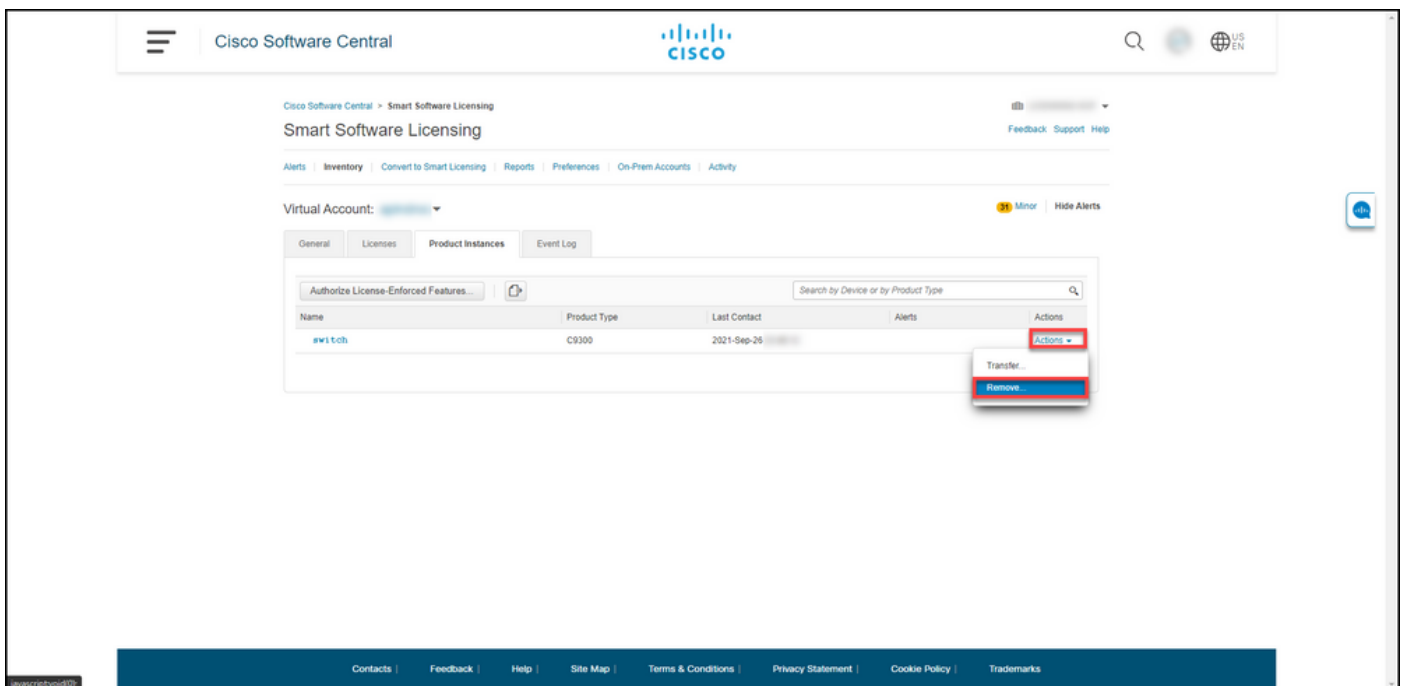 Cisco Software Central
CISCO
US
EN
Cisco Software Central > Smart Software Licensing
Smart Software Licensing
Feedback Support Help
Alerts | Inventory | Convert to Smart Licensing | Reports | Preferences | On-Prem Accounts | Activity
Virtual Account:
31 Minor | Hide Alerts
General Licenses Product Instances Event Log
Authorize License-Enforced Features...
Search by Device or by Product Type
Name Product Type Last Contact Alerts Actions
switch C9300 2021-Sep-26 Actions
Transfer...
Remove...
Contacts | Feedback | Help | Site Map | Terms & Conditions | Privacy Statement | Cookie Policy | Trademarks
javascript:void(0);